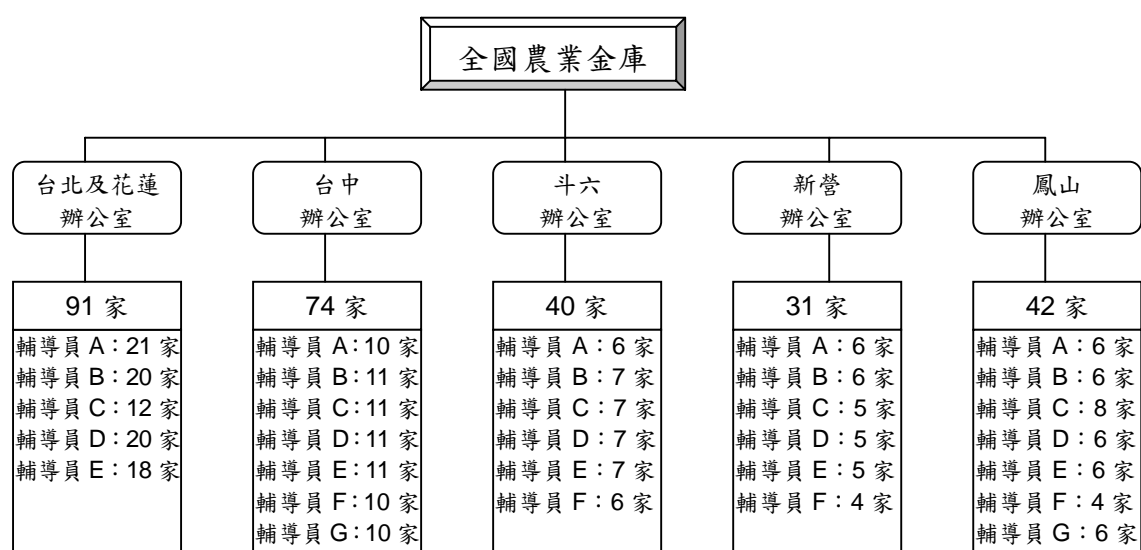 全國農業金庫
台北及花蓮
辦公室
91 家
輔導員 A：21 家
輔導員 B：20 家
輔導員 C：12 家
輔導員 D：20 家
輔導員 E：18 家
台中
辦公室
74 家
輔導員 A：10 家
輔導員 B：11 家
輔導員 C：11 家
輔導員 D：11 家
輔導員 E：11 家
輔導員 F：10 家
輔導員 G：10 家
斗六
辦公室
40 家
輔導員 A：6 家
輔導員 B：7 家
輔導員 C：7 家
輔導員 D：7 家
輔導員 E：7 家
輔導員 F：6 家
新營
辦公室
31 家
輔導員 A：6 家
輔導員 B：6 家
輔導員 C：5 家
輔導員 D：5 家
輔導員 E：5 家
輔導員 F：4 家
鳳山
辦公室
42 家
輔導員 A：6 家
輔導員 B：6 家
輔導員 C：8 家
輔導員 D：6 家
輔導員 E：6 家
輔導員 F：4 家
輔導員 G：6 家